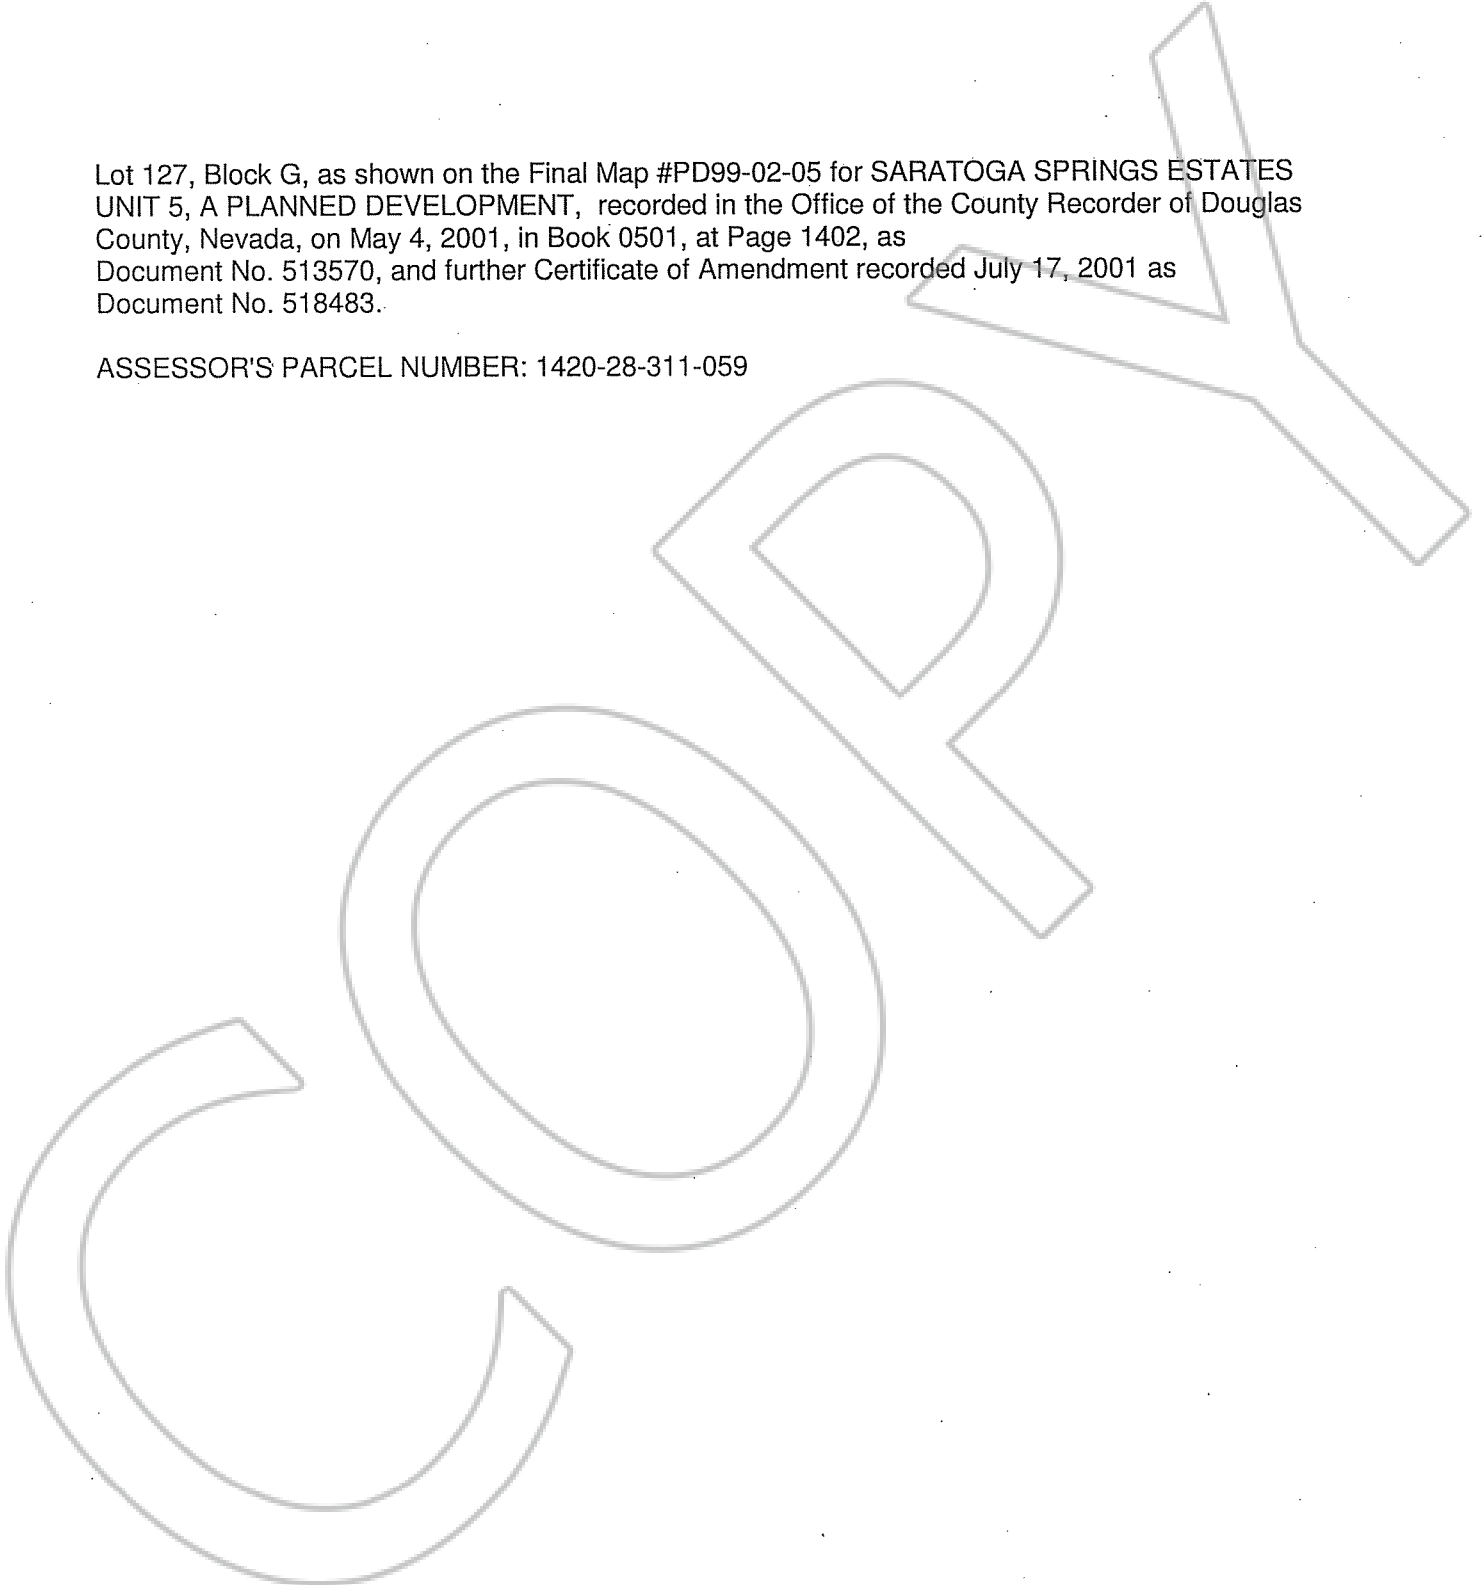 Lot 127, Block G, as shown on the Final Map #PD99-02-05 for SARATOGA SPRINGS ESTATES
UNIT 5, A PLANNED DEVELOPMENT, recorded in the Office of the County Recorder of Douglas
County, Nevada, on May 4, 2001, in Book 0501, at Page 1402, as
Document No. 513570, and further Certificate of Amendment recorded July 17, 2001 as
Document No. 518483.
ASSESSOR'S PARCEL NUMBER: 1420-28-311-059
COPY